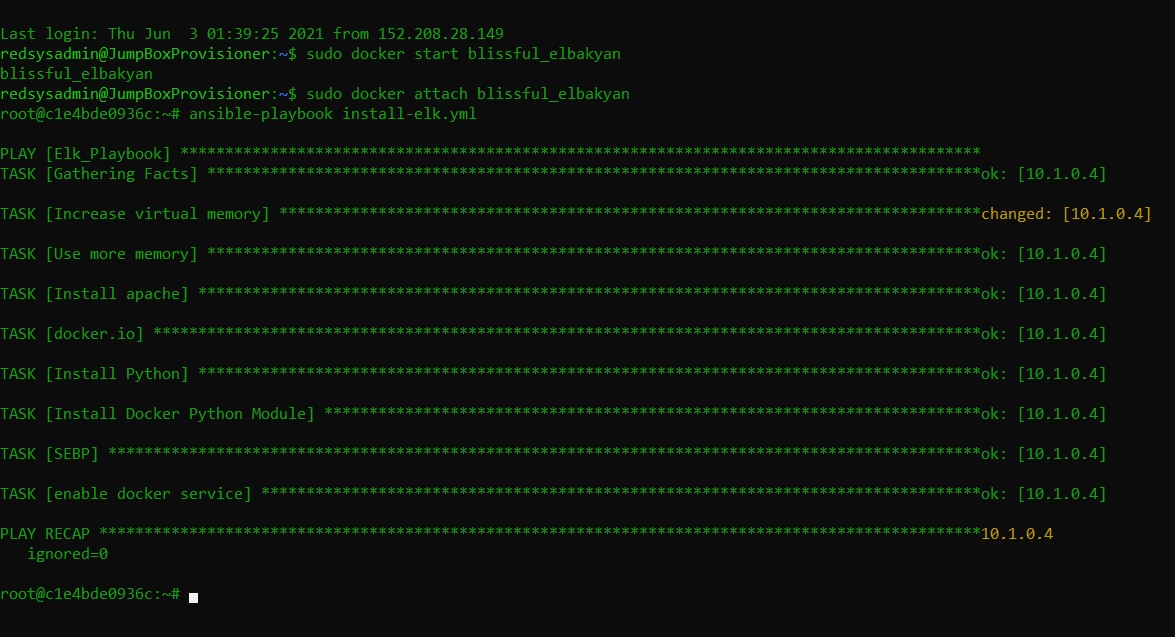 Last login: Thu Jun  3 01:39:25 2021 from 152.208.28.149
redsysadmin@JumpBoxProvisioner:~$ sudo docker start blissful_elbakyan
blissful_elbakyan
redsysadmin@JumpBoxProvisioner:~$ sudo docker attach blissful_elbakyan
root@c1e4bde0936c:~# ansible-playbook install-elk.yml
PLAY [Elk_Playbook] *****************************************************************************************
TASK [Gathering Facts] **************************************************************************************ok: [10.1.0.4]
TASK [Increase virtual memory] ******************************************************************************changed: [10.1.0.4]
TASK [Use more memory] **************************************************************************************ok: [10.1.0.4]
TASK [Install apache] ***************************************************************************************ok: [10.1.0.4]
TASK [docker.io] ********************************************************************************************ok: [10.1.0.4]
TASK [Install Python] ***************************************************************************************ok: [10.1.0.4]
TASK [Install Docker Python Module] *************************************************************************ok: [10.1.0.4]
TASK [SEBP] *************************************************************************************************ok: [10.1.0.4]
TASK [enable docker service] ********************************************************************************ok: [10.1.0.4]
PLAY RECAP **************************************************************************************************10.1.0.4
   ignored=0
root@c1e4bde0936c:~#